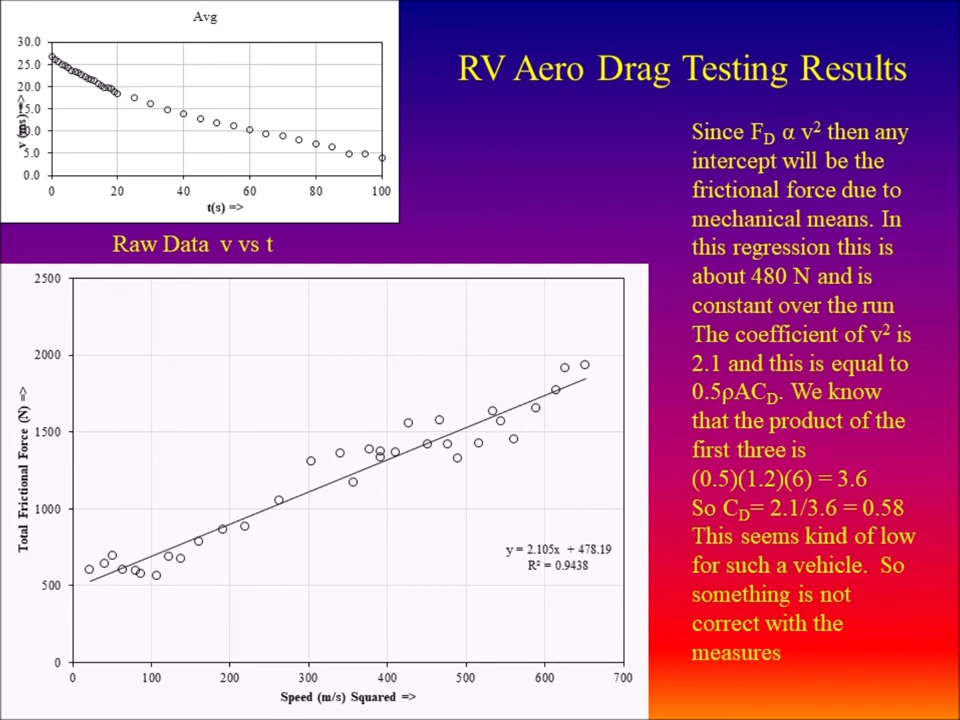 Avg
RV Aero Drag Testing Results
30.0
25.0
20.0
15.0
10.0
5.0
0.0
v (ms) =>
0 20 40 60 80 100
t(s) =>
Raw Data v vs t
Since F_D α v² then any
intercept will be the
frictional force due to
mechanical means. In
this regression this is
about 480 N and is
constant over the run
The coefficient of v² is
2.1 and this is equal to
0.5ρAC_D. We know
that the product of the
first three is
(0.5)(1.2)(6) = 3.6
So C_D= 2.1/3.6 = 0.58
This seems kind of low
for such a vehicle. So
something is not
correct with the
measures
2500
2000
1500
1000
500
0
Total Frictional Force (N) =>
y = 2.105x + 478.19
R² = 0.9438
0 100 200 300 400 500 600 700
Speed (m/s) Squared =>